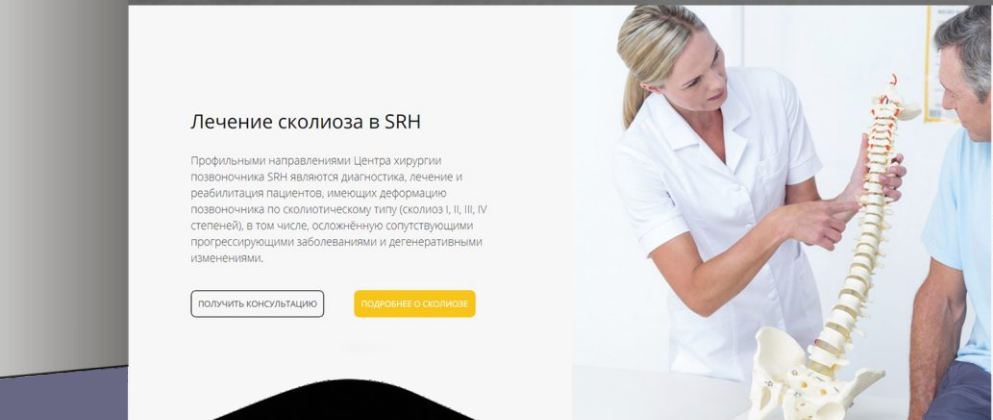 Лечение сколиоза в SRH
Профильными направлениями Центра хирургии
позвоночника SRH являются диагностика, лечение и
реабилитация пациентов, имеющих деформацию
позвоночника по сколиотическому типу (сколиоз I, II, III, IV
степеней), в том числе, осложнённую сопутствующими
прогрессирующими заболеваниями и дегенеративными
изменениями.
ПОЛУЧИТЬ КОНСУЛЬТАЦИЮ
ПОДРОБНЕЕ О СКОЛИОЗЕ